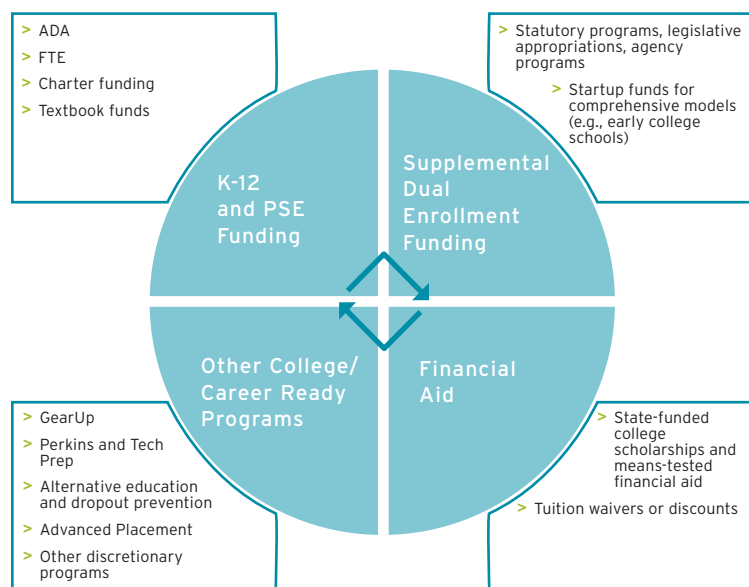 > ADA
> FTE
> Charter funding
> Textbook funds
> Statutory programs, legislative
appropriations, agency
programs
> Startup funds for
comprehensive models
(e.g., early college
schools)
K-12
and PSE
Funding
Supplemental
Dual
Enrollment
Funding
Other College/
Career Ready
Programs
Financial
Aid
> GearUp
> Perkins and Tech
Prep
> Alternative education
and dropout prevention
> Advanced Placement
> Other discretionary
programs
> State-funded
college
scholarships and
means-tested
financial aid
> Tuition waivers or discounts